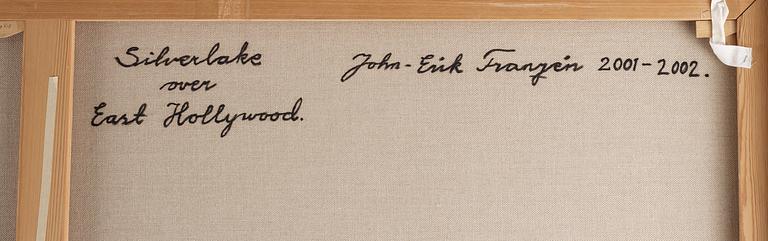 Silverlake
over
East Hollywood.
John-Erik Franzén 2001-2002.